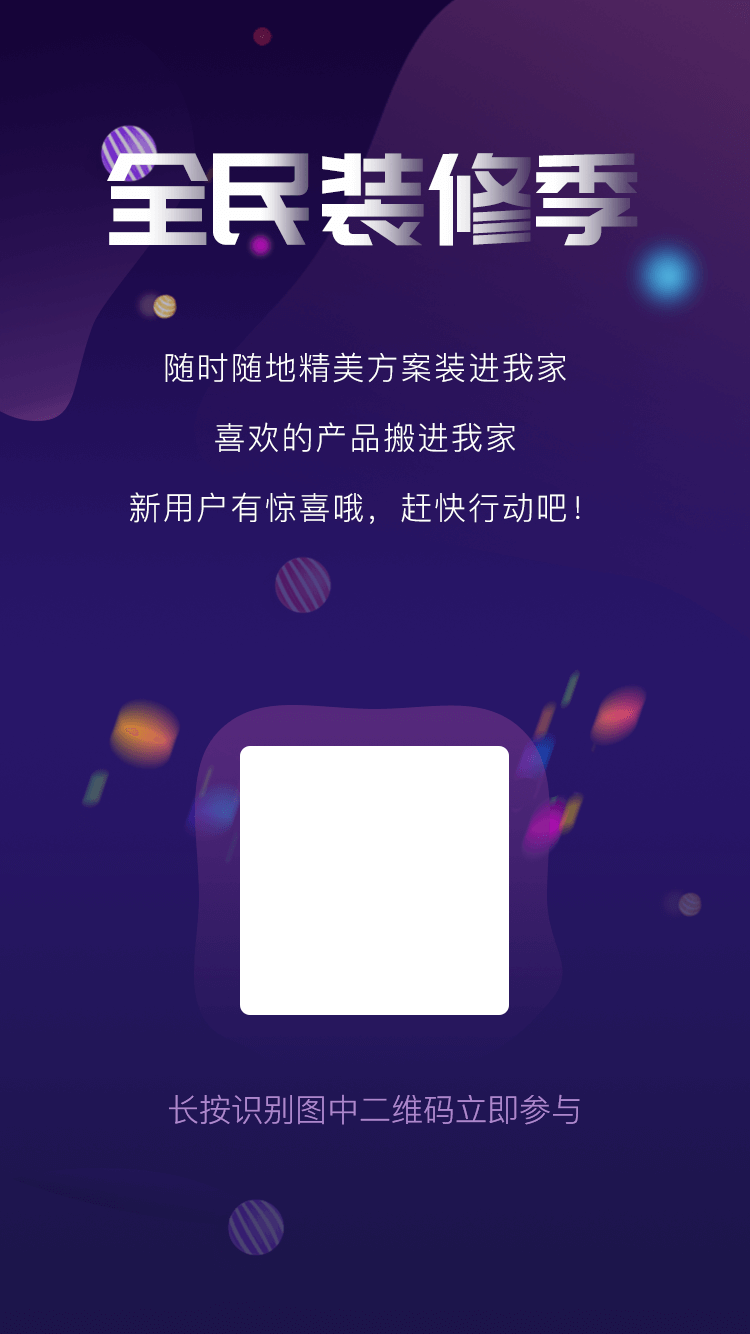 全民装修季
随时随地精美方案装进我家
喜欢的产品搬进我家
新用户有惊喜哦，赶快行动吧！
长按识别图中二维码立即参与